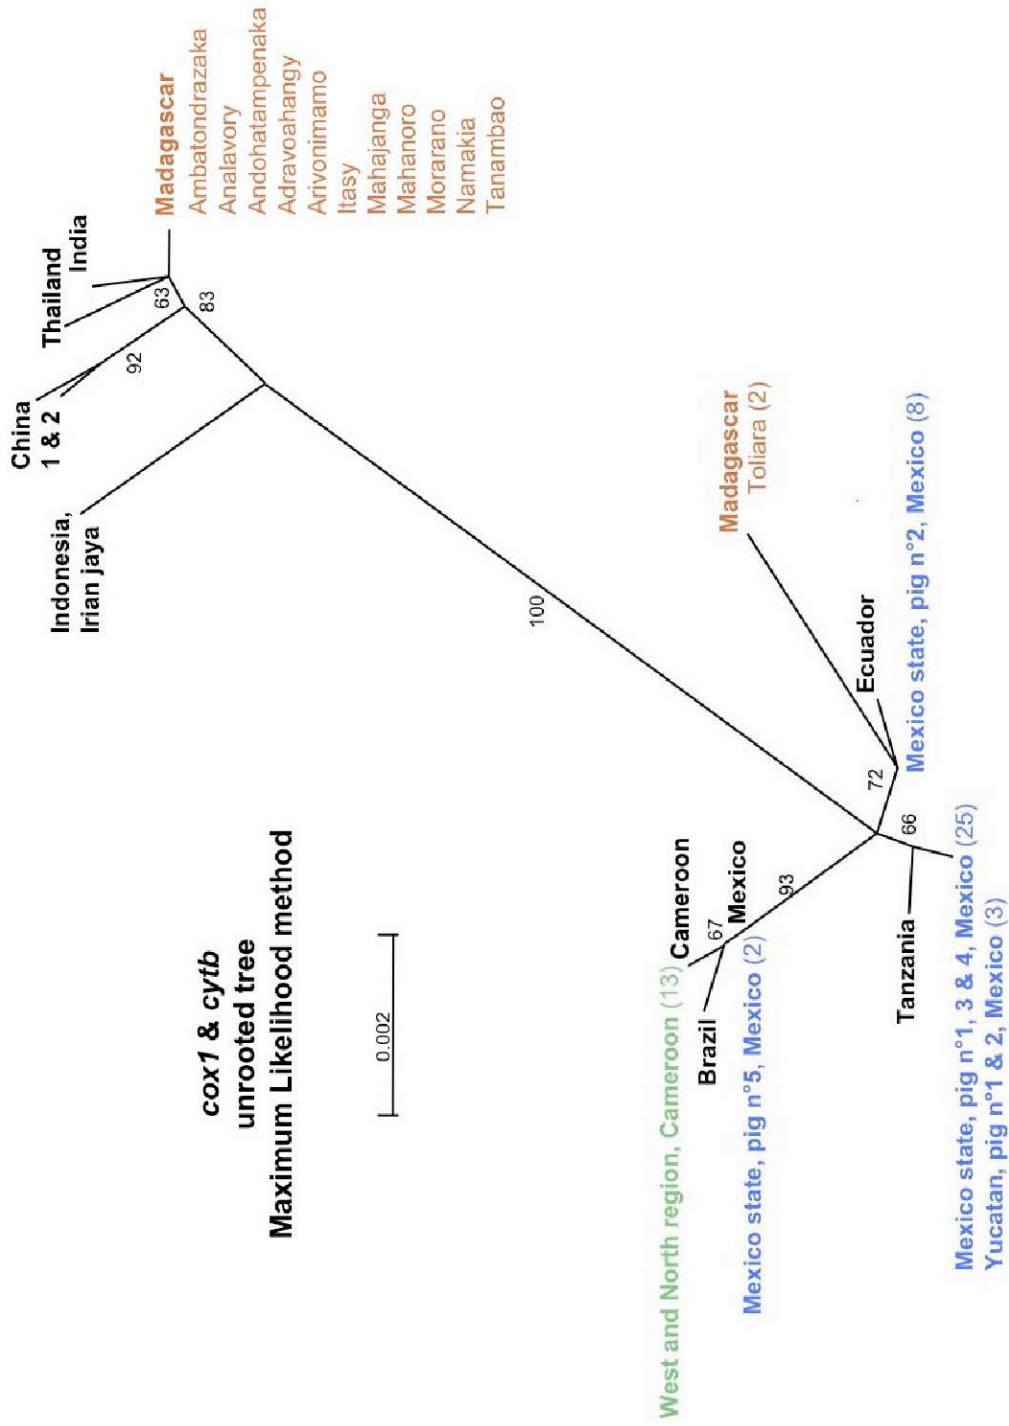 cox1 & cytb
unrooted tree
Maximum Likelihood method
0.002
West and North region, Cameroon (13)
Cameroon
Brazil
67
Mexico
Mexico state, pig n°5, Mexico (2)
93
Tanzania
66
Mexico state, pig n°1, 3 & 4, Mexico (25)
Yucatan, pig n°1 & 2, Mexico (3)
72
Ecuador
Mexico state, pig n°2, Mexico (8)
Madagascar
Toliara (2)
100
Indonesia,
Irian jaya
China
1 & 2
92
Thailand
India
63
83
Madagascar
Ambatondrazaka
Analavory
Andohatampenaka
Adravoahangy
Arivonimamo
Itasy
Mahajanga
Mahanoro
Morarano
Namakia
Tanambao